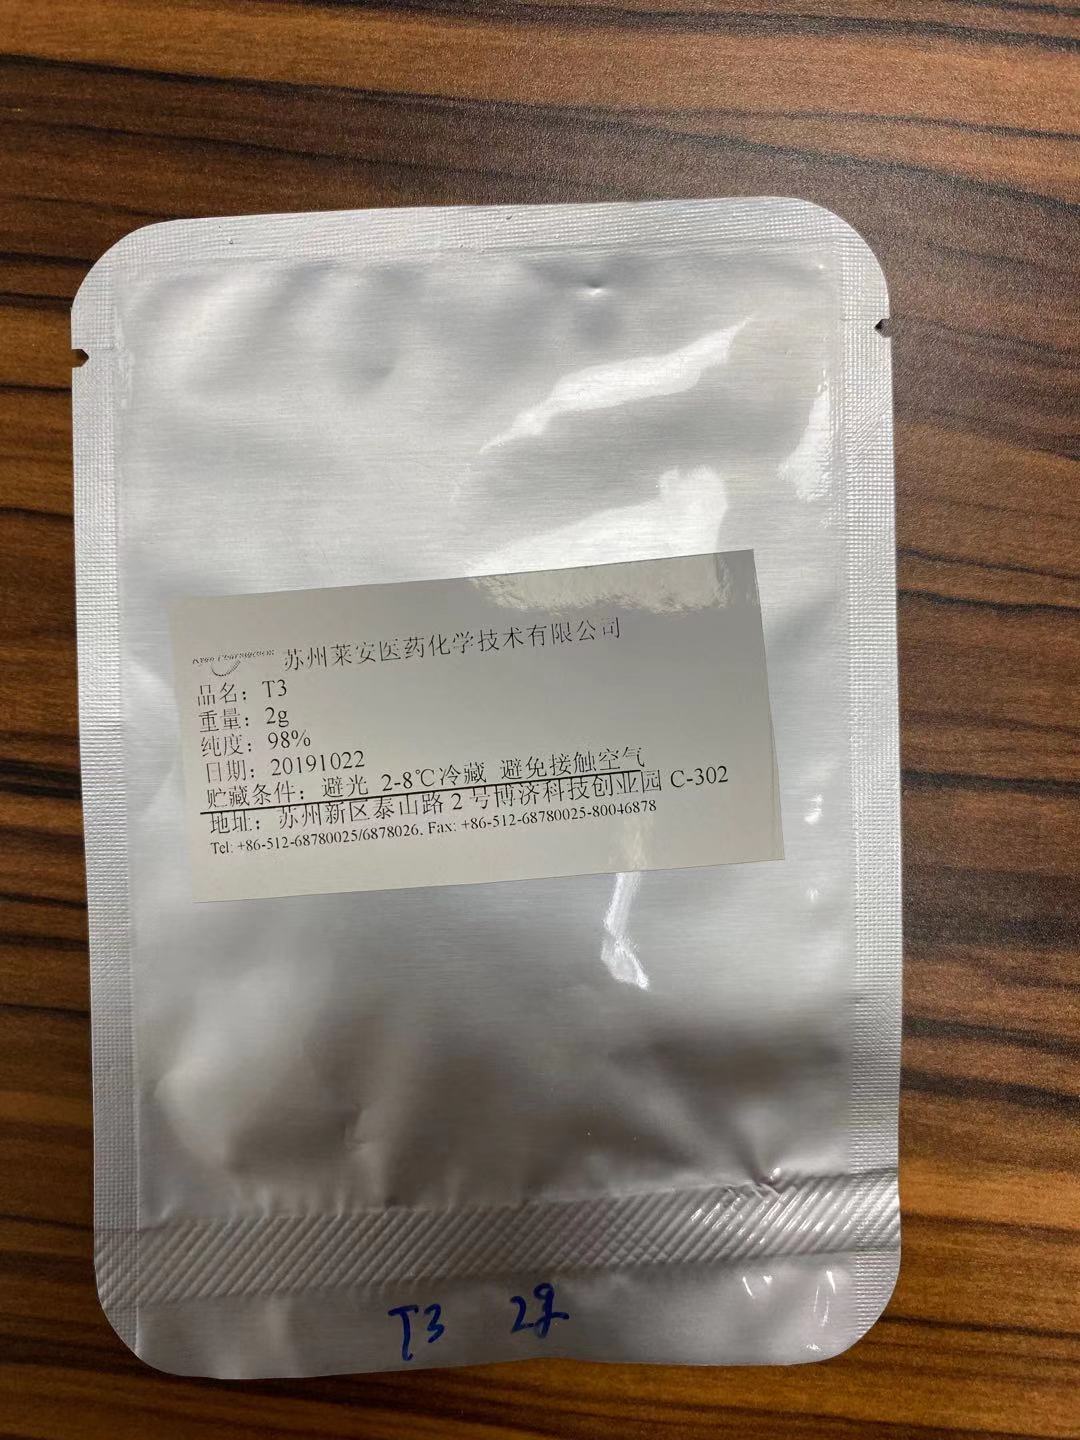 苏州莱安医药化学技术有限公司
品名：T3
重量：2g
纯度：98%
日期：20191022
贮藏条件：避光 2-8℃冷藏 避免接触空气
地址：苏州新区泰山路 2 号博济科技创业园 C-302
Tel: +86-512-68780025/6878026, Fax: +86-512-68780025-80046878
T3 2g